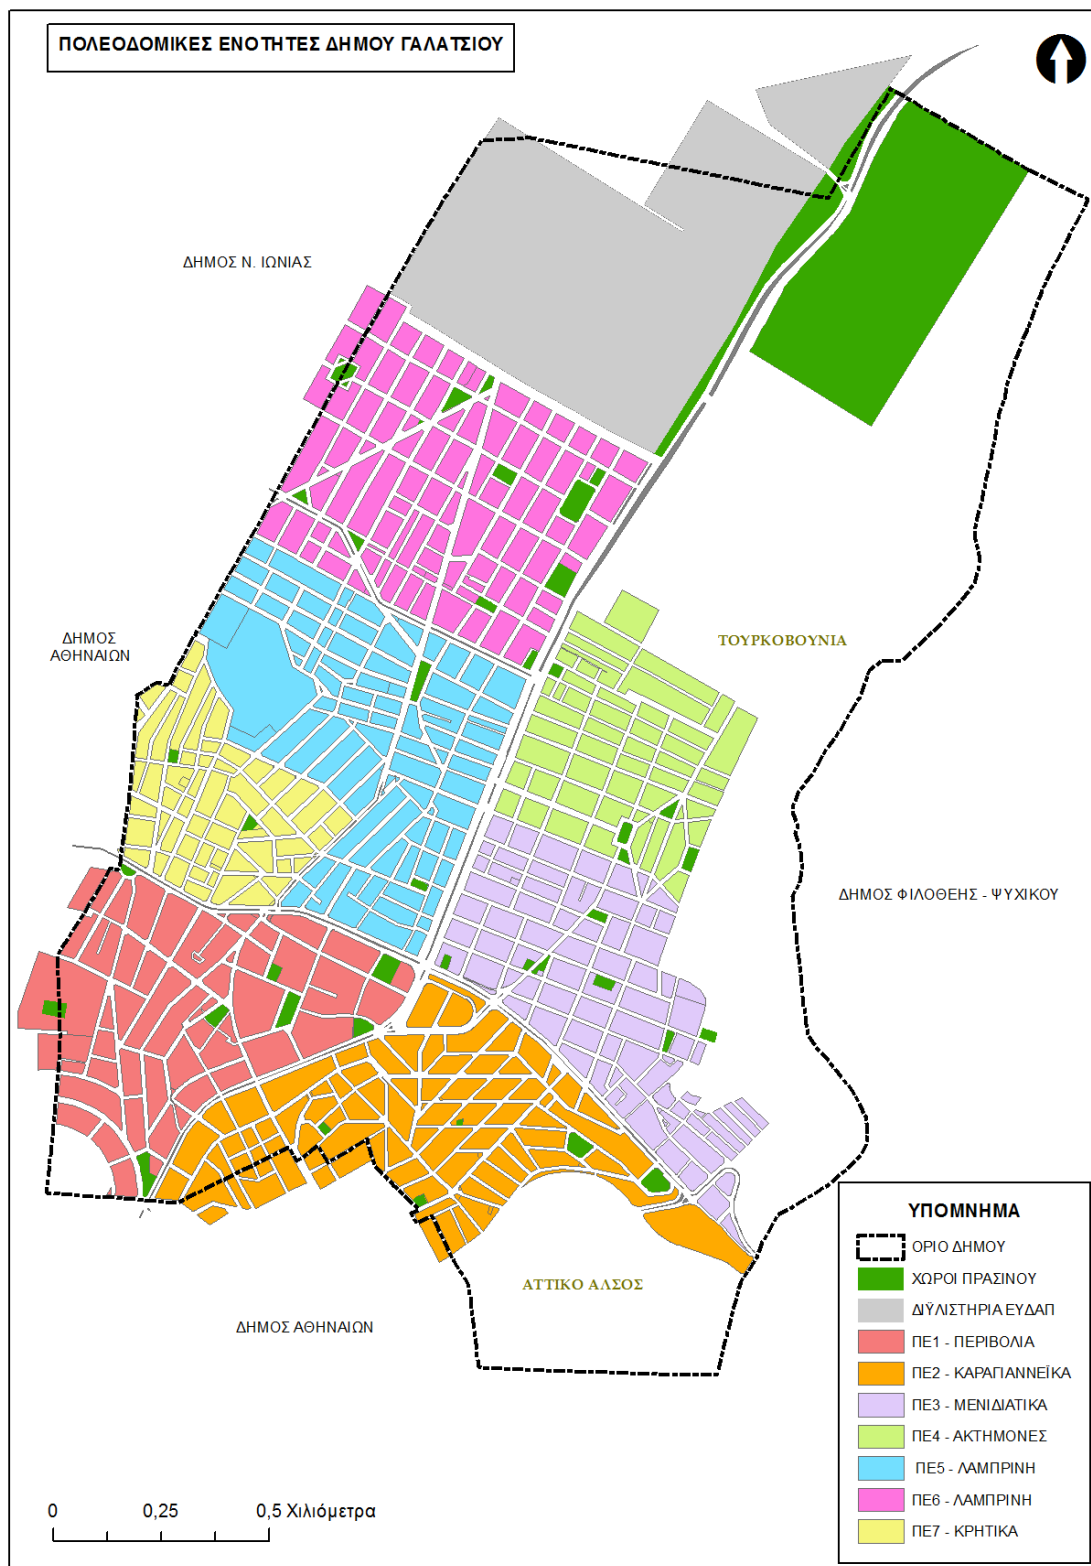 ΠΟΛΕΟΔΟΜΙΚΕΣ ΕΝΟΤΗΤΕΣ ΔΗΜΟΥ ΓΑΛΑΤΣΙΟΥ
ΔΗΜΟΣ Ν. ΙΩΝΙΑΣ
ΔΗΜΟΣ
ΑΘΗΝΑΙΩΝ
ΤΟΥΡΚΟΒΟΥΝΙΑ
ΔΗΜΟΣ ΦΙΛΟΘΕΗΣ - ΨΥΧΙΚΟΥ
ΑΤΤΙΚΟ ΑΛΣΟΣ
ΔΗΜΟΣ ΑΘΗΝΑΙΩΝ
ΥΠΟΜΝΗΜΑ
ΟΡΙΟ ΔΗΜΟΥ
ΧΩΡΟΙ ΠΡΑΣΙΝΟΥ
ΔΙΫΛΙΣΤΗΡΙΑ ΕΥΔΑΠ
ΠΕ1 - ΠΕΡΙΒΟΛΙΑ
ΠΕ2 - ΚΑΡΑΓΙΑΝΝΕΪΚΑ
ΠΕ3 - ΜΕΝΙΔΙΑΤΙΚΑ
ΠΕ4 - ΑΚΤΗΜΟΝΕΣ
ΠΕ5 - ΛΑΜΠΡΙΝΗ
ΠΕ6 - ΛΑΜΠΡΙΝΗ
ΠΕ7 - ΚΡΗΤΙΚΑ
0 0,25 0,5 Χιλιόμετρα